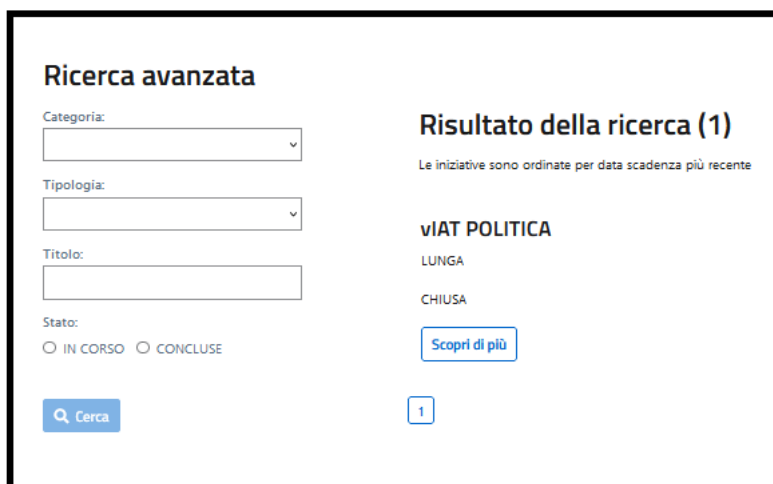 Ricerca avanzata
Categoria:
Tipologia:
Titolo:
Stato:
IN CORSO CONCLUSE
Cerca
Risultato della ricerca (1)
Le iniziative sono ordinate per data scadenza più recente
vIAT POLITICA
LUNGA
CHIUSA
Scopri di più
1